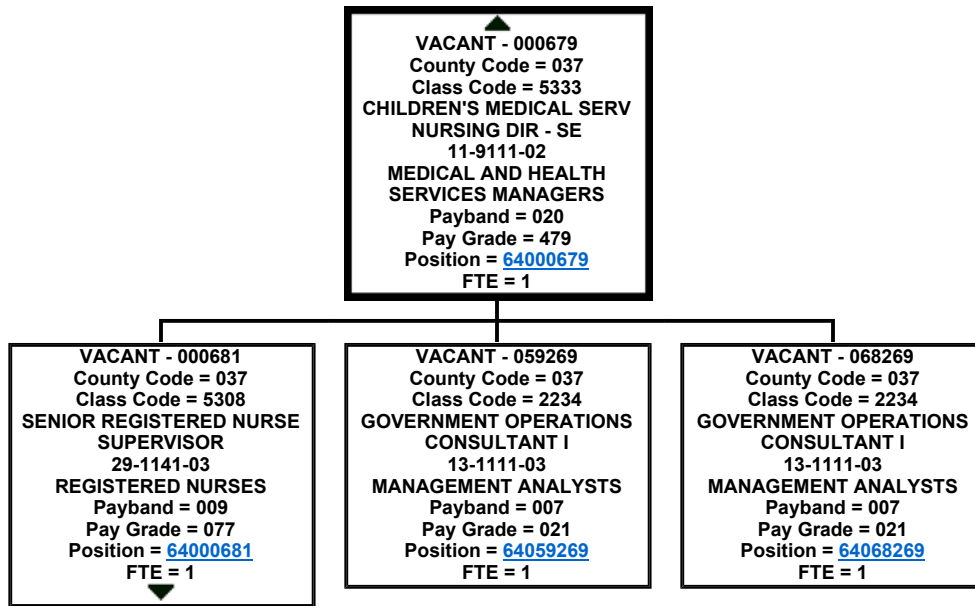 VACANT - 000679
County Code = 037
Class Code = 5333
CHILDREN'S MEDICAL SERV
NURSING DIR - SE
11-9111-02
MEDICAL AND HEALTH
SERVICES MANAGERS
Payband = 020
Pay Grade = 479
Position = 64000679
FTE = 1
VACANT - 000681
County Code = 037
Class Code = 5308
SENIOR REGISTERED NURSE
SUPERVISOR
29-1141-03
REGISTERED NURSES
Payband = 009
Pay Grade = 077
Position = 64000681
FTE = 1
VACANT - 059269
County Code = 037
Class Code = 2234
GOVERNMENT OPERATIONS
CONSULTANT I
13-1111-03
MANAGEMENT ANALYSTS
Payband = 007
Pay Grade = 021
Position = 64059269
FTE = 1
VACANT - 068269
County Code = 037
Class Code = 2234
GOVERNMENT OPERATIONS
CONSULTANT I
13-1111-03
MANAGEMENT ANALYSTS
Payband = 007
Pay Grade = 021
Position = 64068269
FTE = 1